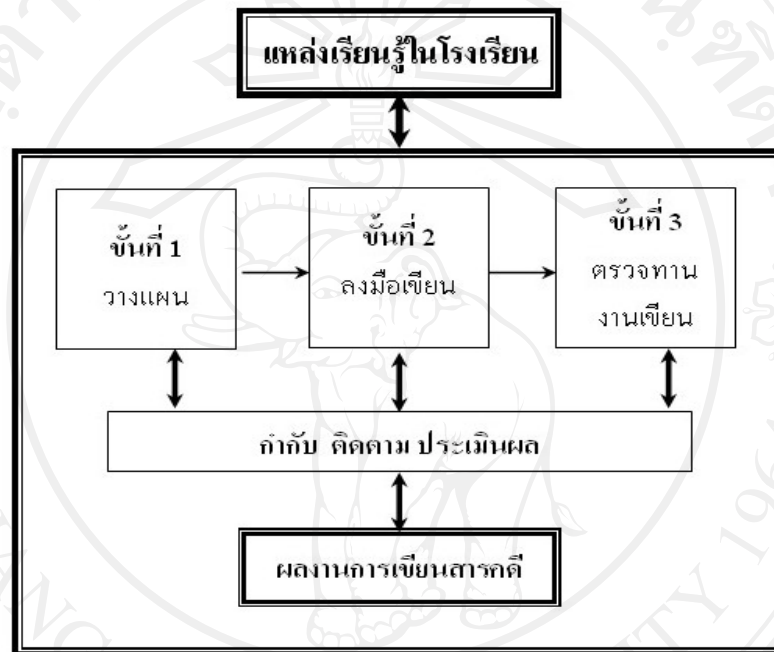 แหล่งเรียนรู้ในโรงเรียน
ขั้นที่ 1
วางแผน
ขั้นที่ 2
ลงมือเขียน
ขั้นที่ 3
ตรวจทาน
งานเขียน
กำกับ ติดตาม ประเมินผล
ผลงานการเขียนสารคดี